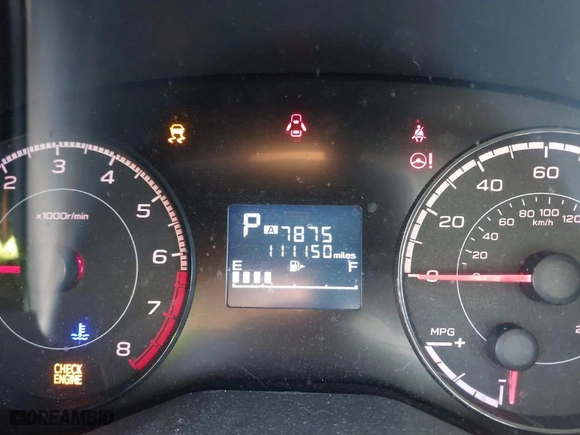 2 3 4 5 6 7 8
x1000r/min
CHECK
ENGINE
P A 7875
111150 miles
E F
0 20 40 60
20 40 60 80 100 120
km/h
MPG
+
-
DREAMBID